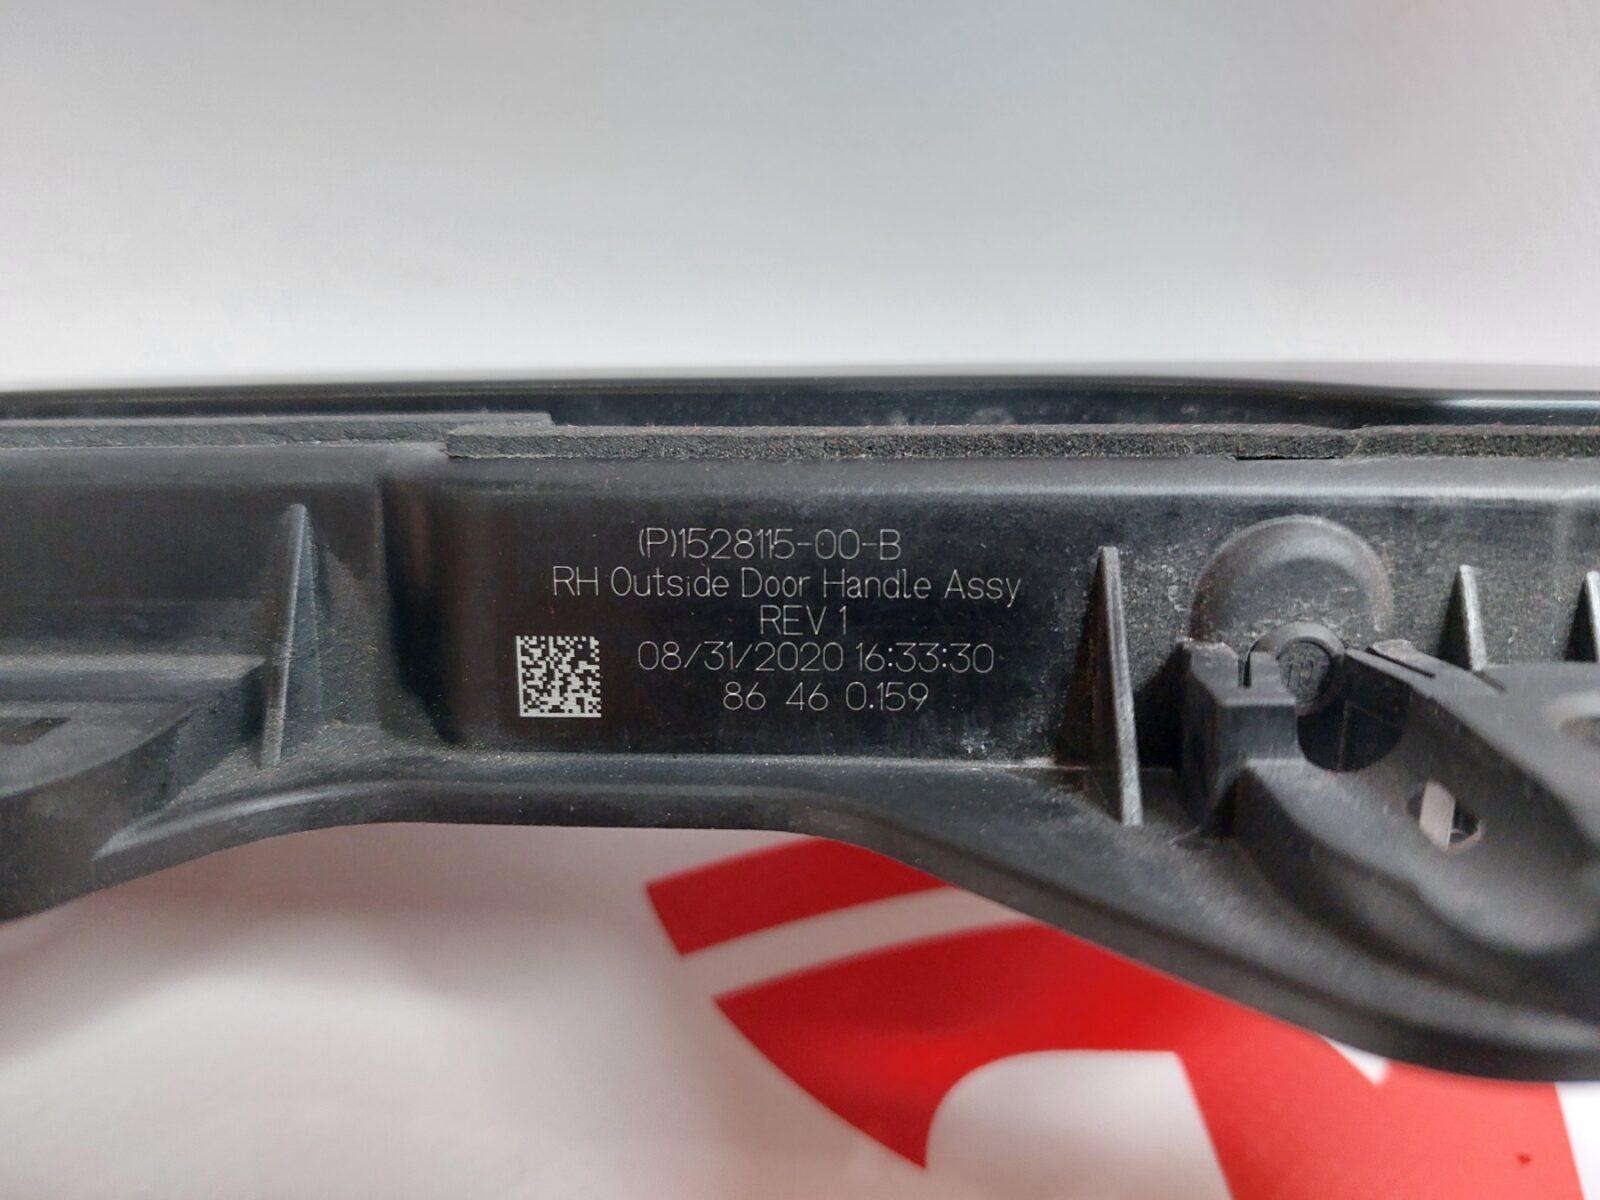 (P)1528115-00-B
RH Outside Door Handle Assy
REV 1
08/31/2020 16:33:30
86 46 0.159